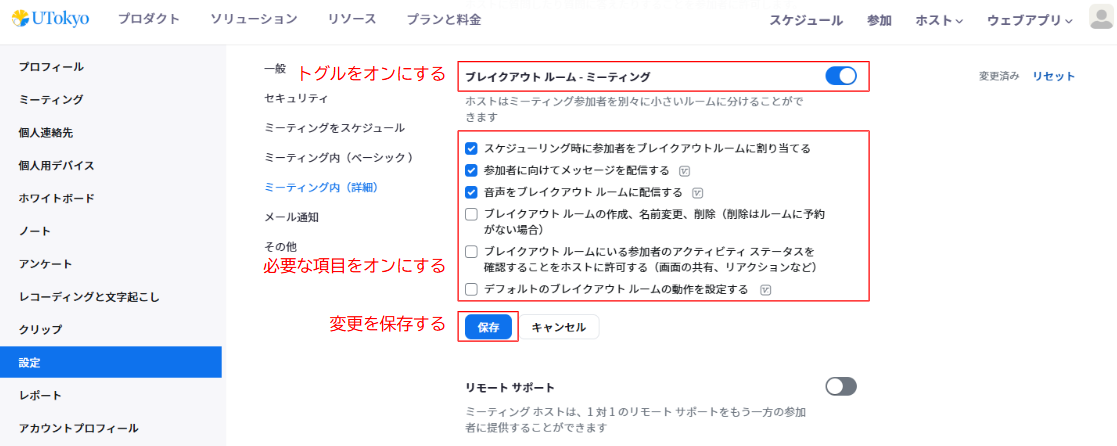 UTokyo
プロダクト ソリューション リソース プランと料金
スケジュール 参加 ホスト ウェブアプリ
プロフィール
ミーティング
個人連絡先
個人用デバイス
ホワイトボード
ノート
アンケート
レコーディングと文字起こし
クリップ
設定
レポート
アカウントプロフィール
一般
セキュリティ
ミーティングをスケジュール
ミーティング内（ベーシック ）
ミーティング内（詳細）
メール通知
その他
トグルをオンにする
ブレイクアウト ルーム - ミーティング
変更済み リセット
ホストはミーティング参加者を別々に小さいルームに分けることがで
きます
必要な項目をオンにする
スケジューリング時に参加者をブレイクアウトルームに割り当てる
参加者に向けてメッセージを配信する
音声をブレイクアウト ルームに配信する
ブレイクアウト ルームの作成、名前変更、削除（削除はルームに予約
がない場合）
ブレイクアウト ルームにいる参加者のアクティビティ ステータスを
確認することをホストに許可する（画面の共有、リアクションなど）
デフォルトのブレイクアウト ルームの動作を設定する
変更を保存する
保存 キャンセル
リモート サポート
ミーティング ホストは、1 対 1 のリモート サポートをもう一方の参加
者に提供することができます